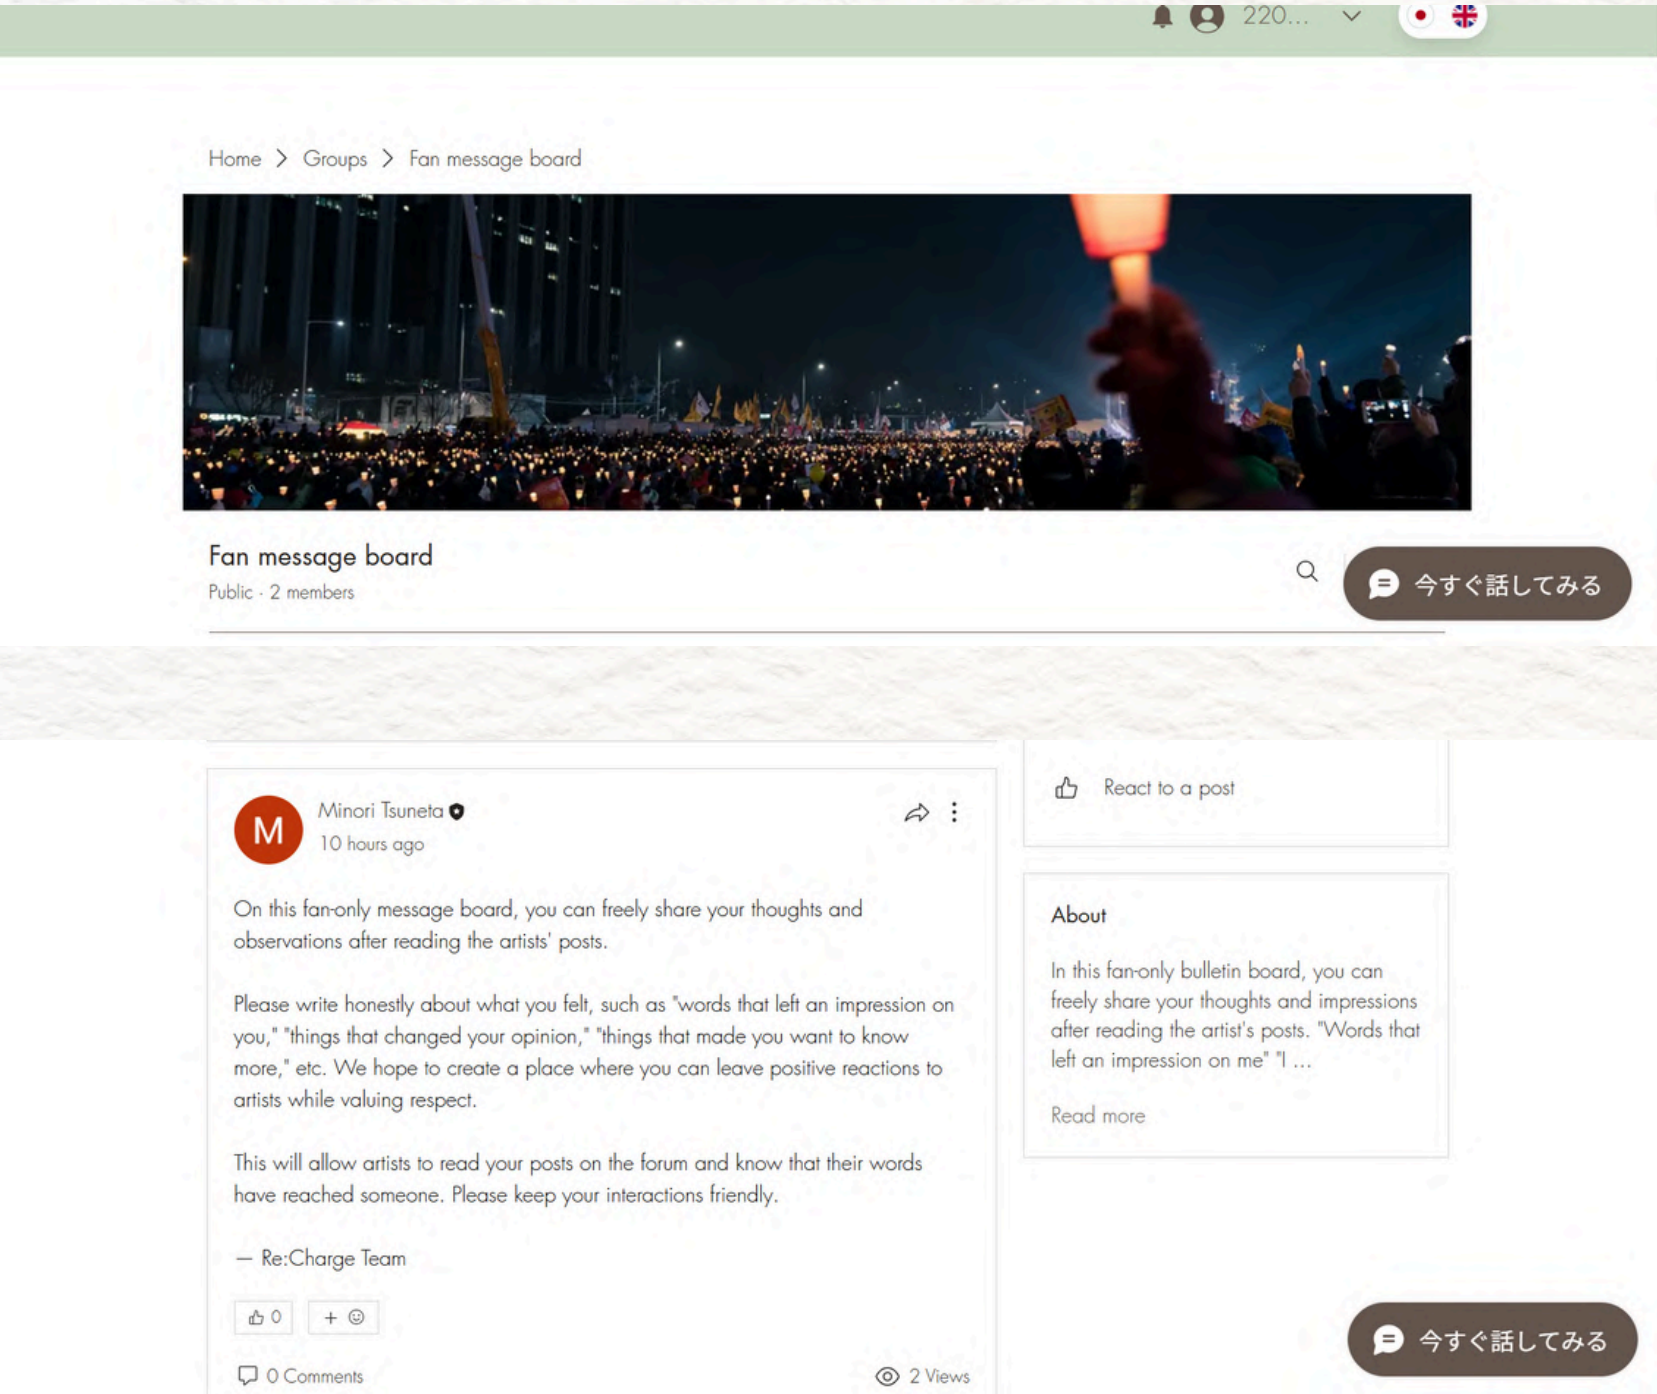 220...
Home > Groups > Fan message board
Fan message board
Public · 2 members
今すぐ話してみる
React to a post
M
Minori Tsuneta
10 hours ago
On this fan-only message board, you can freely share your thoughts and
observations after reading the artists' posts.
Please write honestly about what you felt, such as "words that left an impression on
you," "things that changed your opinion," "things that made you want to know
more," etc. We hope to create a place where you can leave positive reactions to
artists while valuing respect.
This will allow artists to read your posts on the forum and know that their words
have reached someone. Please keep your interactions friendly.
— Re:Charge Team
0
+
0 Comments
2 Views
About
In this fan-only bulletin board, you can
freely share your thoughts and impressions
after reading the artist's posts. "Words that
left an impression on me" "I ...
Read more
今すぐ話してみる